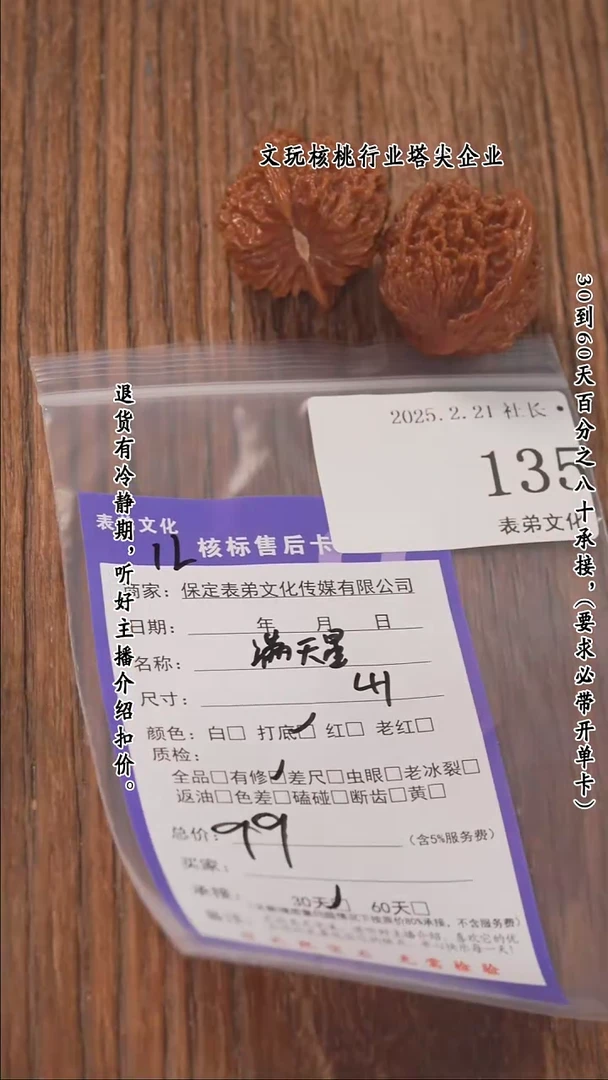 文玩核桃行业塔尖企业
30到60天百分之八十承接，（要求必带开单卡）
退货有冷静期，听好主播介绍扣价。
2025.2.21 社长·
135
表弟文化
表弟文化
核标售后卡
商家：保定表弟文化传媒有限公司
日期： 年 月 日
名称： 满天星
尺寸： 41
颜色：白□ 打底□ 红□ 老红□
质检：
全品□有修□差尺□虫眼□老冰裂□
返油□色差□磕碰□断齿□黄□
总价：99 （含5%服务费）
买家：
承接： 30天□ 60天□
备注：